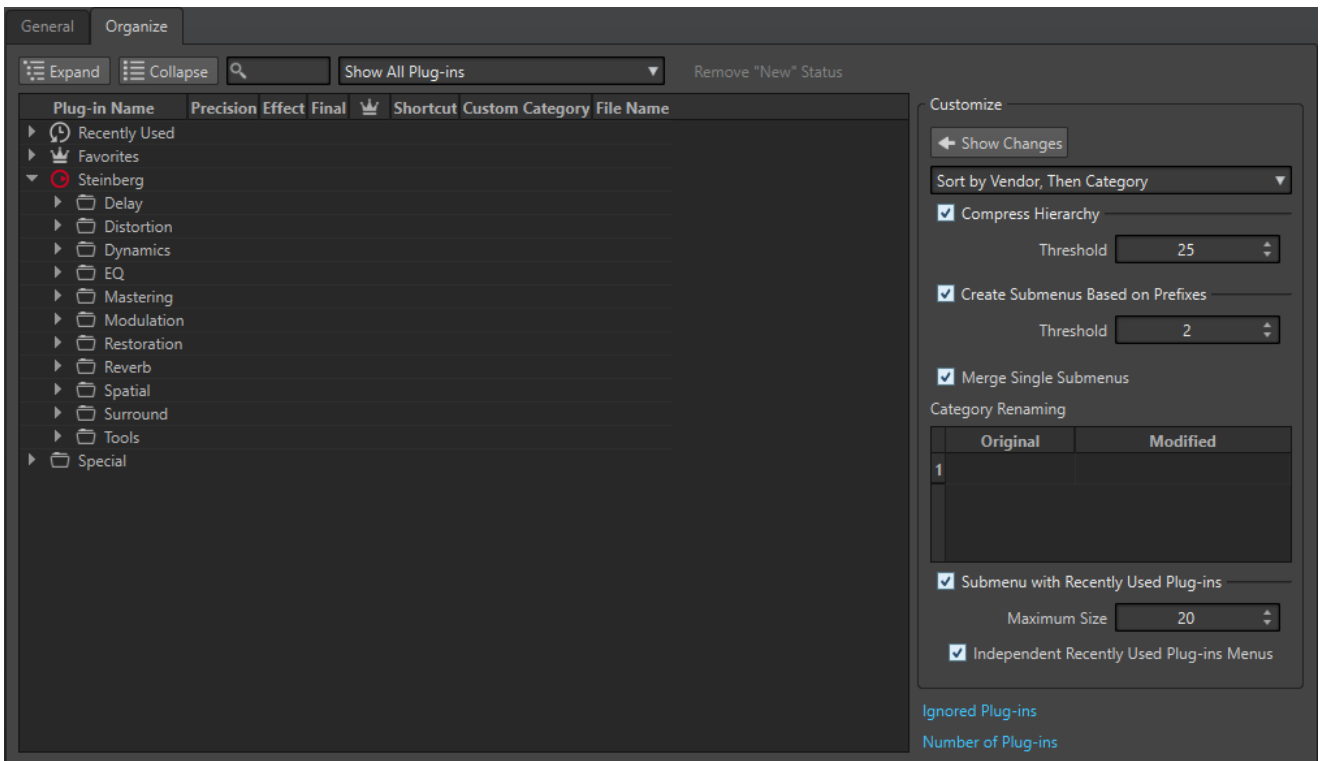 General Organize
Expand Collapse Show All Plug-ins Remove "New" Status
Plug-in Name Precision Effect Final Shortcut Custom Category File Name
Recently Used
Favorites
Steinberg
Delay
Distortion
Dynamics
EQ
Mastering
Modulation
Restoration
Reverb
Spatial
Surround
Tools
Special
Customize
Show Changes
Sort by Vendor, Then Category
Compress Hierarchy
Threshold 25
Create Submenus Based on Prefixes
Threshold 2
Merge Single Submenus
Category Renaming
Original Modified
1
Submenu with Recently Used Plug-ins
Maximum Size 20
Independent Recently Used Plug-ins Menus
Ignored Plug-ins
Number of Plug-ins